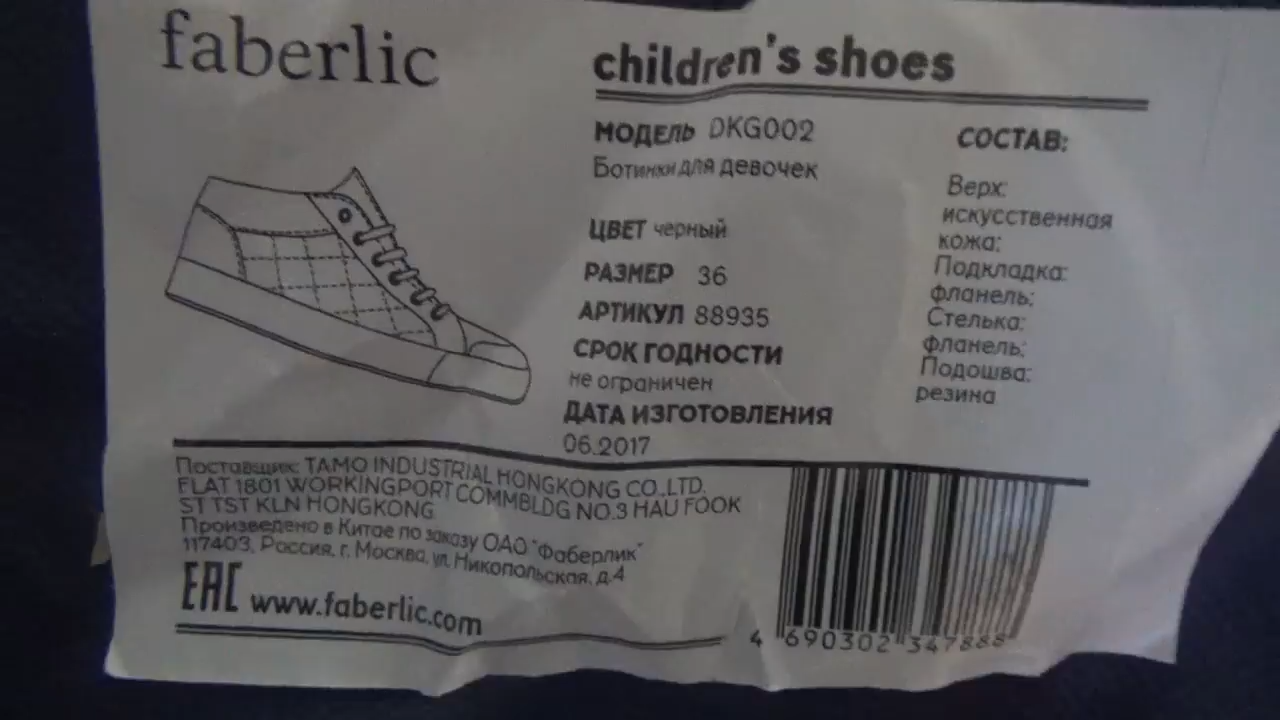 faberlic
children's shoes
МОДЕЛЬ DKG002
Ботинки для девочек
ЦВЕТ черный
РАЗМЕР 36
АРТИКУЛ 88935
СРОК ГОДНОСТИ
не ограничен
ДАТА ИЗГОТОВЛЕНИЯ
06.2017
СОСТАВ:
Верх:
искусственная
кожа;
Подкладка:
фланель;
Стелька:
фланель;
Подошва:
резина
Поставщик: TAMO INDUSTRIAL HONGKONG CO.,LTD,
FLAT 1801 WORKINGPORT COMMBLDG NO.3 HAU FOOK
ST TST KLN HONGKONG
Произведено в Китае по заказу ОАО "Фаберлик"
117403, Россия, г. Москва, ул. Никопольская, д.4
EAC www.faberlic.com
4 690302 347888